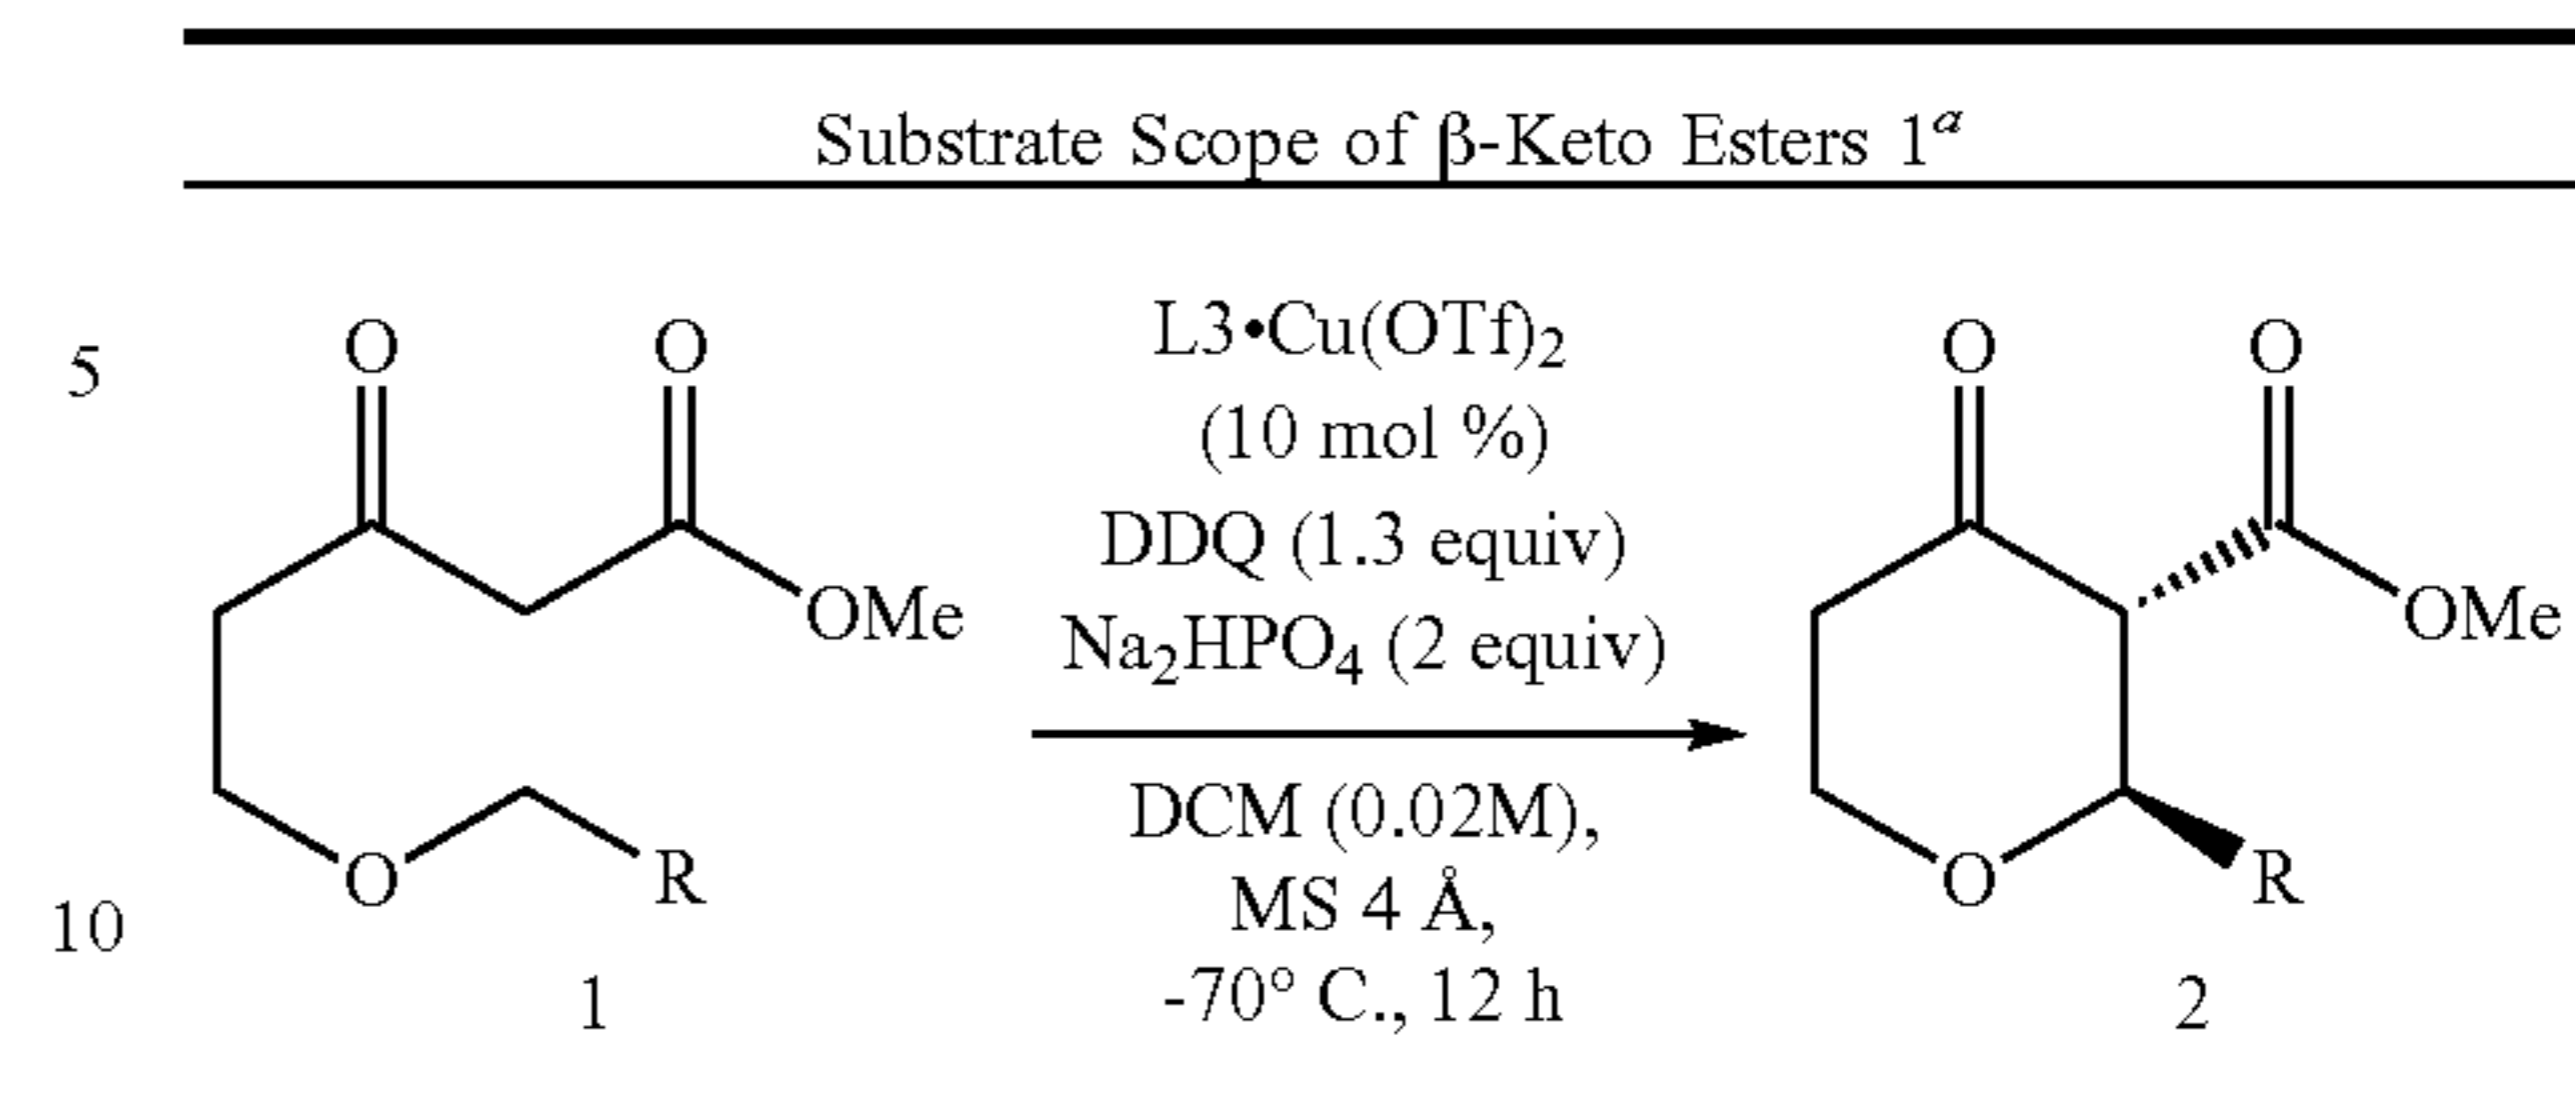 Substrate Scope of β-Keto Esters 1ᵃ
5
O O
OMe
O R
10
1
L3•Cu(OTf)₂
(10 mol %)
DDQ (1.3 equiv)
Na₂HPO₄ (2 equiv)
DCM (0.02M),
MS 4 Å,
-70° C., 12 h
O O
OMe
O R
2